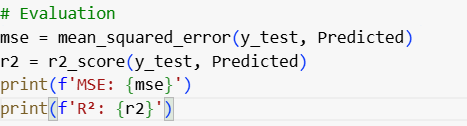 # Evaluation
mse = mean_squared_error(y_test, Predicted)
r2 = r2_score(y_test, Predicted)
print(f'MSE: {mse}')
print(f'R²: {r2}')